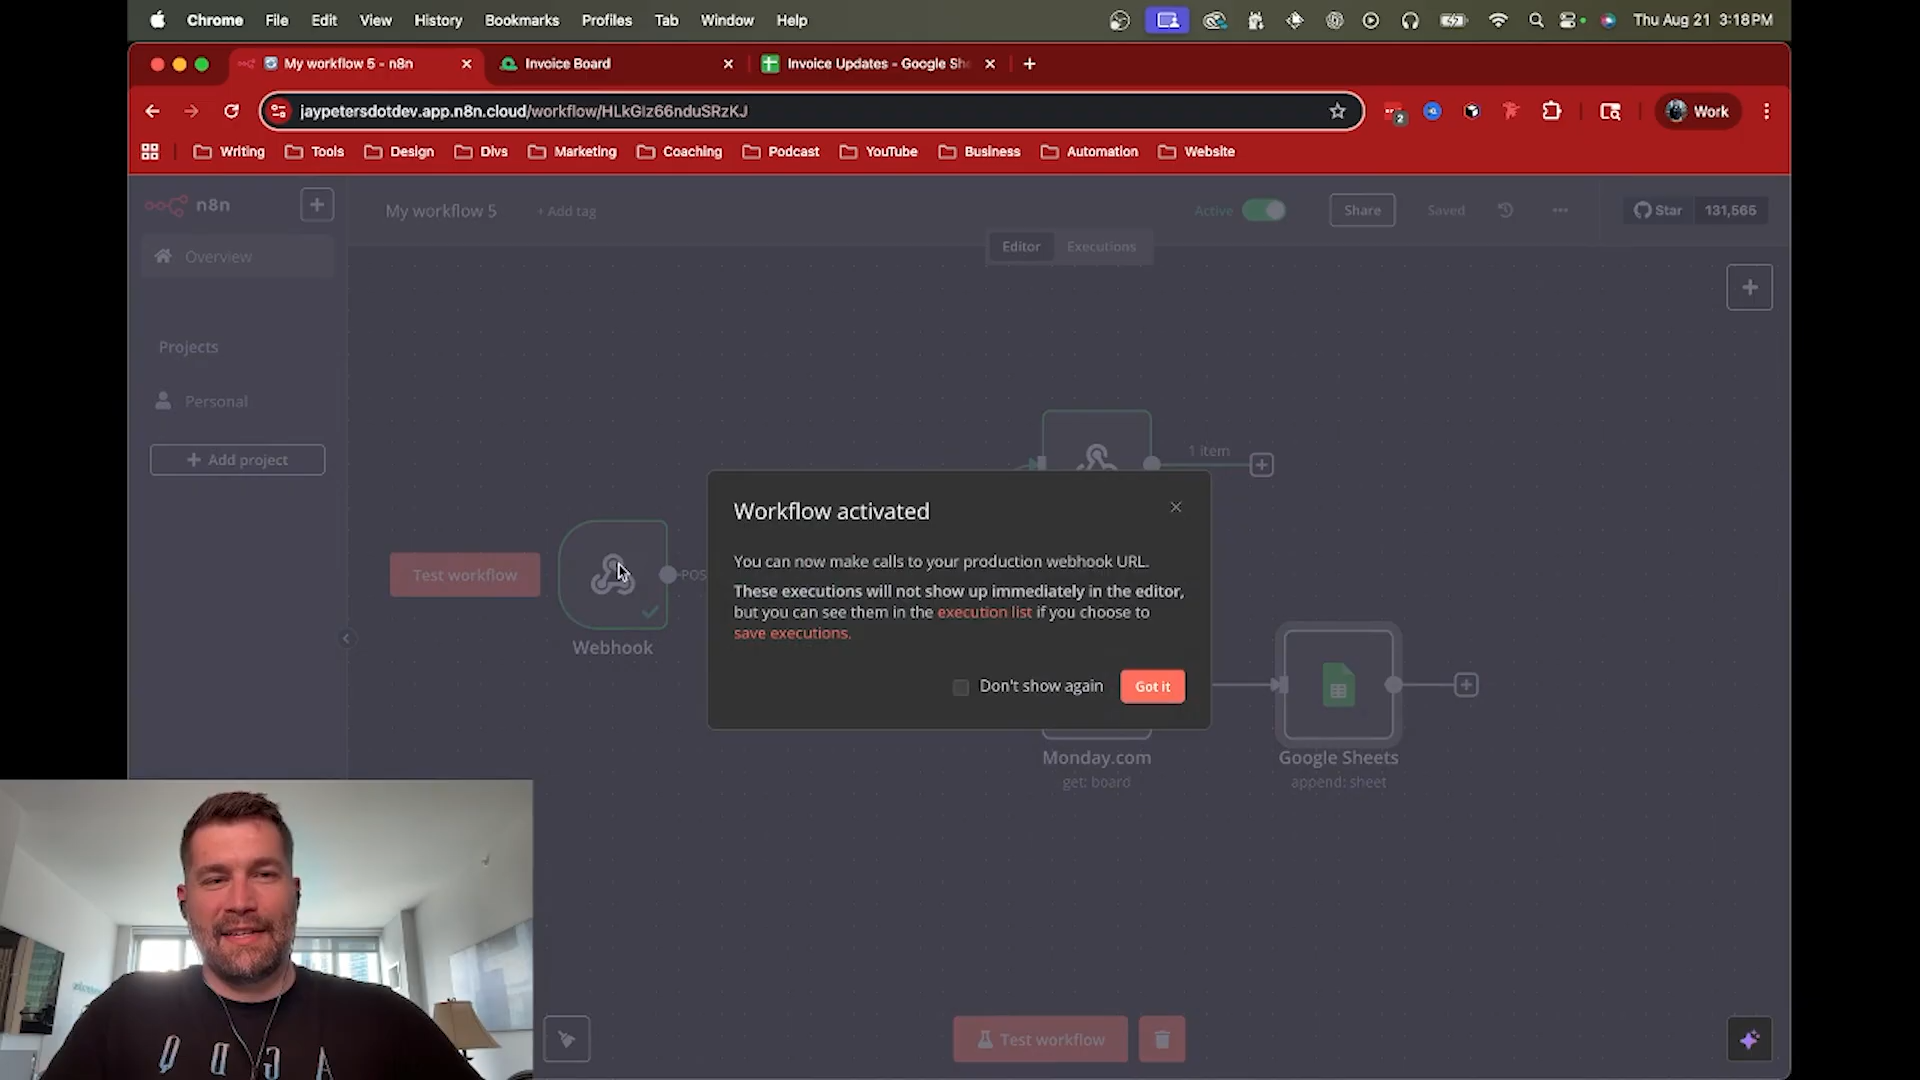 Chrome File Edit View History Bookmarks Profiles Tab Window Help
Thu Aug 21 3:18 PM
My workflow 5 - n8n
Invoice Board
Invoice Updates - Google Sh
jaypetersdotdev.app.n8n.cloud/workflow/HLkGIz66nduSRzKJ
2
Work
Writing Tools Design Divs Marketing Coaching Podcast YouTube Business Automation Website
n8n
My workflow 5
+ Add tag
Active
Share
Saved
Star
131,565
Editor
Executions
Overview
Projects
Personal
+ Add project
1 item
Workflow activated
You can now make calls to your production webhook URL.
These executions will not show up immediately in the editor,
but you can see them in the execution list if you choose to
save executions.
Don't show again
Got it
Test workflow
POS
Webhook
Monday.com
get: board
Google Sheets
append: sheet
Test workflow